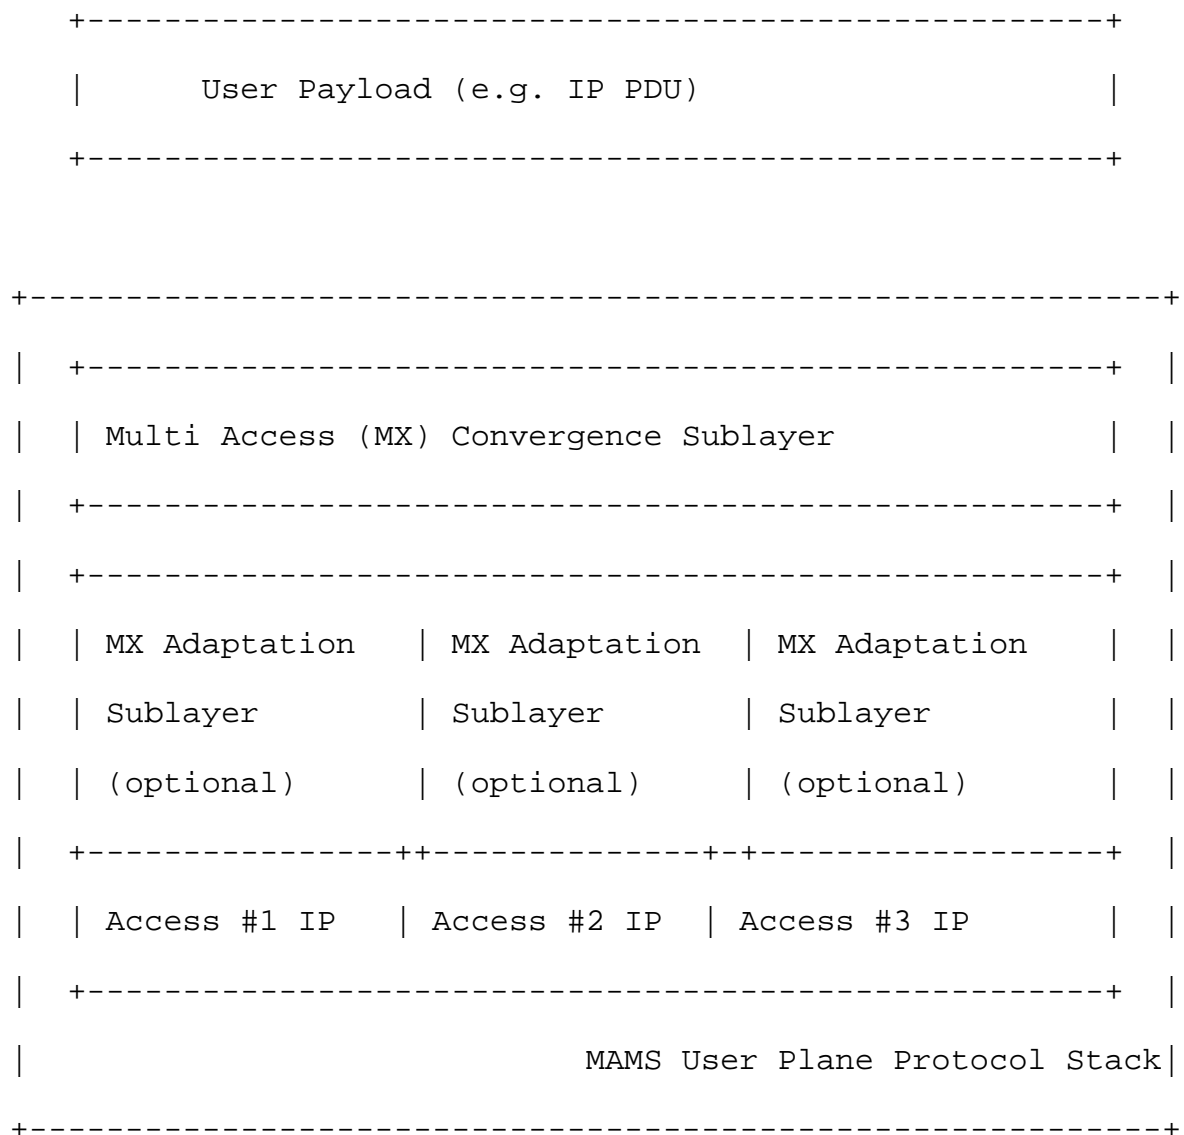 +-----------------------------------------------------+
|      User Payload (e.g. IP PDU)                     |
+-----------------------------------------------------+
+-----------------------------------------------------------+
|  +-----------------------------------------------------+  |
|  | Multi Access (MX) Convergence Sublayer              |  |
|  +-----------------------------------------------------+  |
|  +-----------------------------------------------------+  |
|  | MX Adaptation   | MX Adaptation  | MX Adaptation    |  |
|  | Sublayer        | Sublayer       | Sublayer         |  |
|  | (optional)      | (optional)     | (optional)       |  |
|  +----------------++--------------+-+------------------+  |
|  | Access #1 IP   | Access #2 IP  | Access #3 IP       |  |
|  +-----------------------------------------------------+  |
|                             MAMS User Plane Protocol Stack|
+-----------------------------------------------------------+